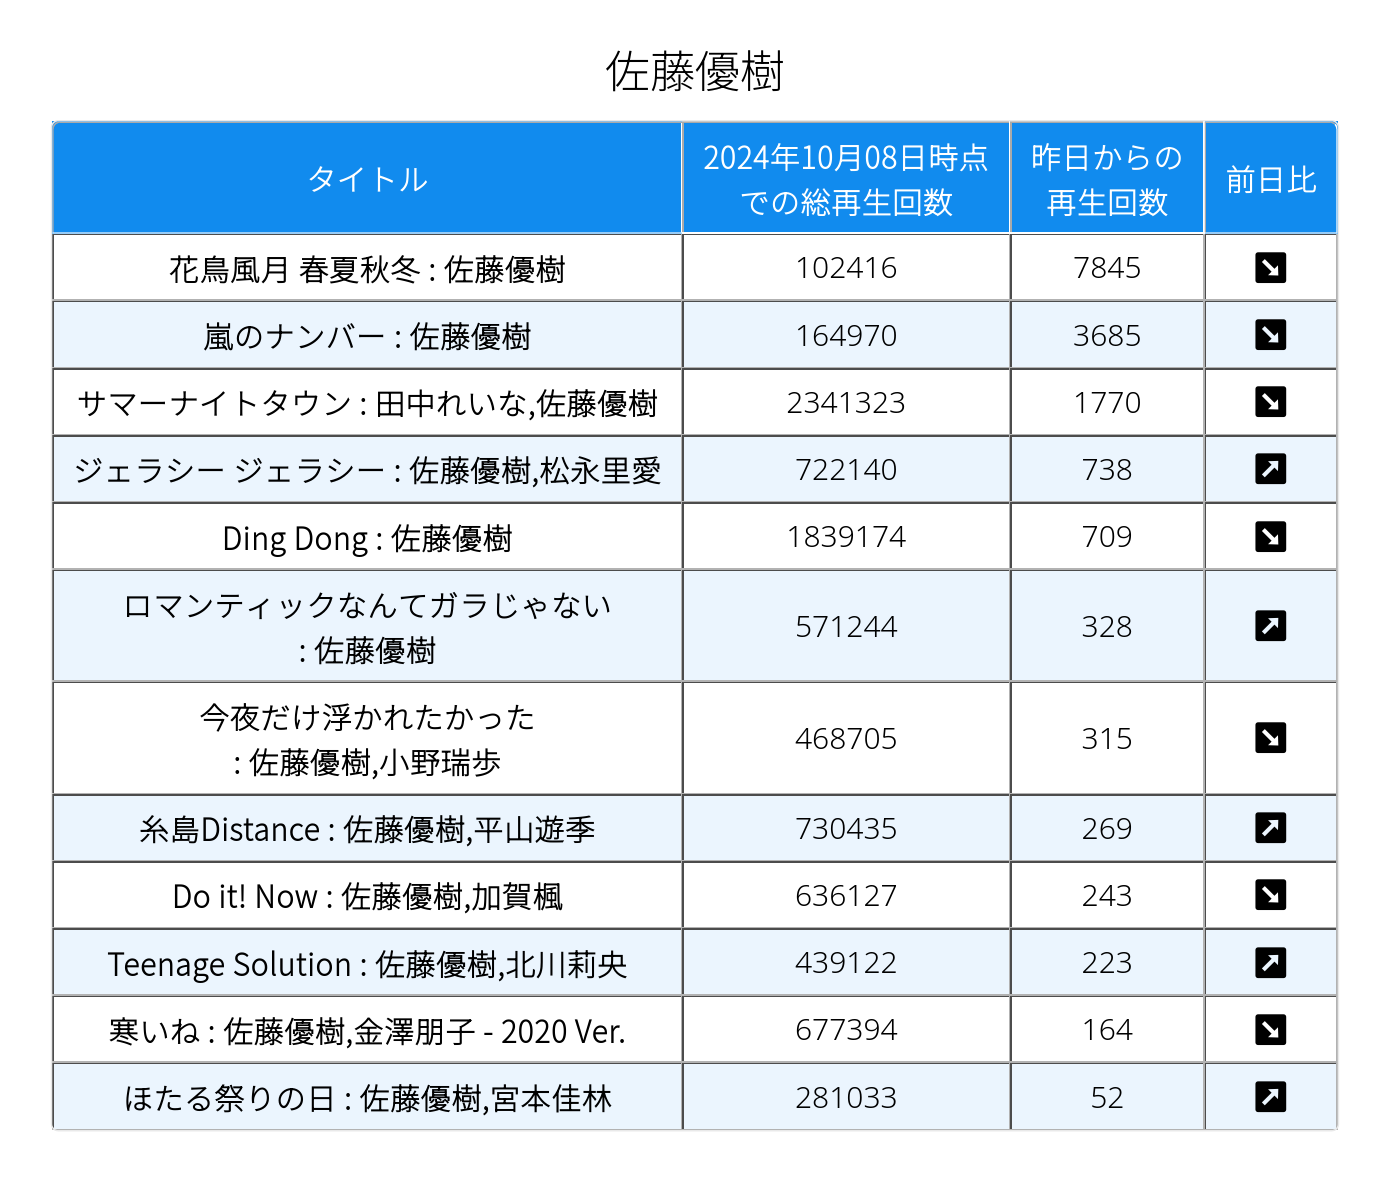 佐藤優樹
タイトル
2024年10月08日時点
での総再生回数
昨日からの
再生回数
前日比
花鳥風月 春夏秋冬 : 佐藤優樹
102416
7845
嵐のナンバー : 佐藤優樹
164970
3685
サマーナイトタウン : 田中れいな,佐藤優樹
2341323
1770
ジェラシー ジェラシー : 佐藤優樹,松永里愛
722140
738
Ding Dong : 佐藤優樹
1839174
709
ロマンティックなんてガラじゃない
: 佐藤優樹
571244
328
今夜だけ浮かれたかった
: 佐藤優樹,小野瑞歩
468705
315
糸島Distance : 佐藤優樹,平山遊季
730435
269
Do it! Now : 佐藤優樹,加賀楓
636127
243
Teenage Solution : 佐藤優樹,北川莉央
439122
223
寒いね : 佐藤優樹,金澤朋子 - 2020 Ver.
677394
164
ほたる祭りの日 : 佐藤優樹,宮本佳林
281033
52